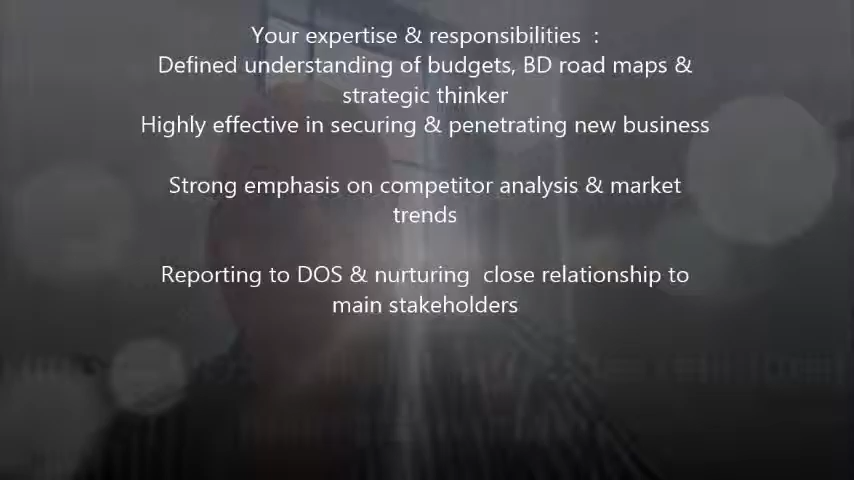 Your expertise & responsibilities  :
Defined understanding of budgets, BD road maps &
strategic thinker
Highly effective in securing & penetrating new business
Strong emphasis on competitor analysis & market
trends
Reporting to DOS & nurturing  close relationship to
main stakeholders